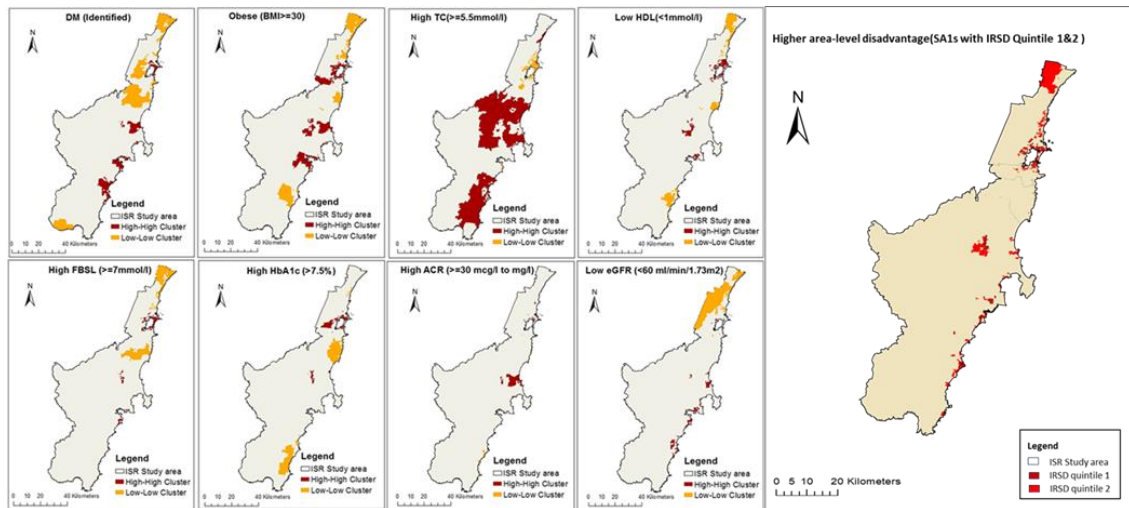 DM (Identified)
N
Legend
ISR Study area
High-High Cluster
Low-Low Cluster
0 10 20 40 Kilometers
Obese (BMI>=30)
N
Legend
ISR Study area
High-High Cluster
Low-Low Cluster
0 10 20 40 Kilometers
High TC(>=5.5mmol/l)
N
Legend
ISR Study area
High-High Cluster
Low-Low Cluster
0 10 20 40 Kilometers
Low HDL(<1mmol/l)
N
Legend
ISR Study area
High-High Cluster
Low-Low Cluster
0 10 20 40 Kilometers
High FBSL (>=7mmol/l)
N
Legend
ISR Study area
High-High Cluster
Low-Low Cluster
0 10 20 40 Kilometers
High HbA1c (>7.5%)
N
Legend
ISR Study area
High-High Cluster
Low-Low Cluster
0 10 20 40 Kilometers
High ACR (>=30 mcg/l to mg/l)
N
Legend
ISR Study area
High-High Cluster
Low-Low Cluster
0 10 20 40 Kilometers
Low eGFR (<60 ml/min/1.73m2)
N
Legend
ISR Study area
High-High Cluster
Low-Low Cluster
0 10 20 40 Kilometers
Higher area-level disadvantage(SA1s with IRSD Quintile 1&2 )
N
Legend
ISR Study area
IRSD quintile 1
IRSD quintile 2
0 5 10 20 Kilometers